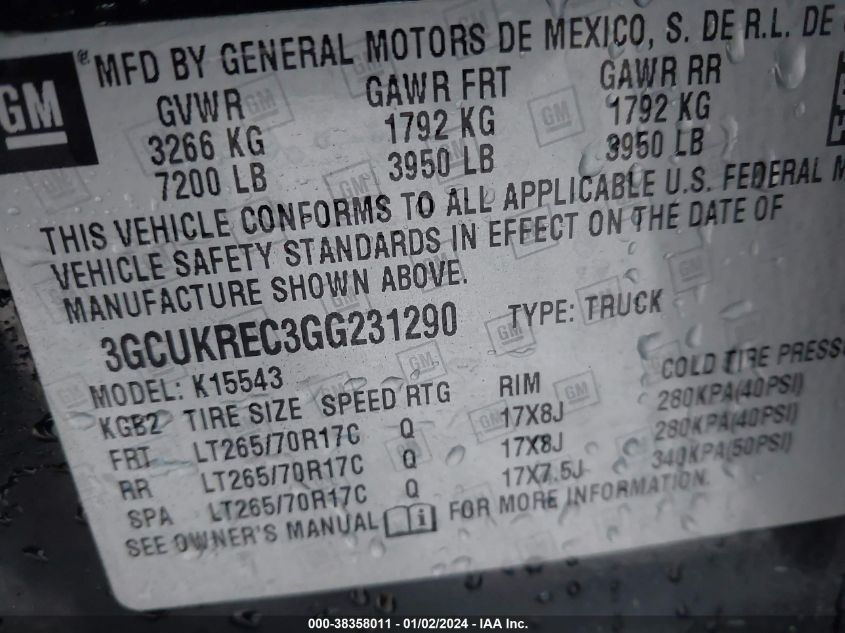 GM
® MFD BY GENERAL MOTORS DE MEXICO, S. DE R.L. DE
GVWR GAWR FRT GAWR RR
3266 KG 1792 KG 1792 KG
7200 LB 3950 LB 3950 LB
THIS VEHICLE CONFORMS TO ALL APPLICABLE U.S. FEDERAL M
VEHICLE SAFETY STANDARDS IN EFFECT ON THE DATE OF
MANUFACTURE SHOWN ABOVE.
3GCUKREC3GG231290 TYPE: TRUCK
MODEL: K15543
KGB2 TIRE SIZE SPEED RTG RIM COLD TIRE PRESS
FRT LT265/70R17C Q 17X8J 280KPA(40PSI)
RR LT265/70R17C Q 17X8J 280KPA(40PSI)
SPA LT265/70R17C Q 17X7.5J 340KPA(50PSI)
SEE OWNER'S MANUAL i FOR MORE INFORMATION.
000-38358011 - 01/02/2024 - IAA Inc.